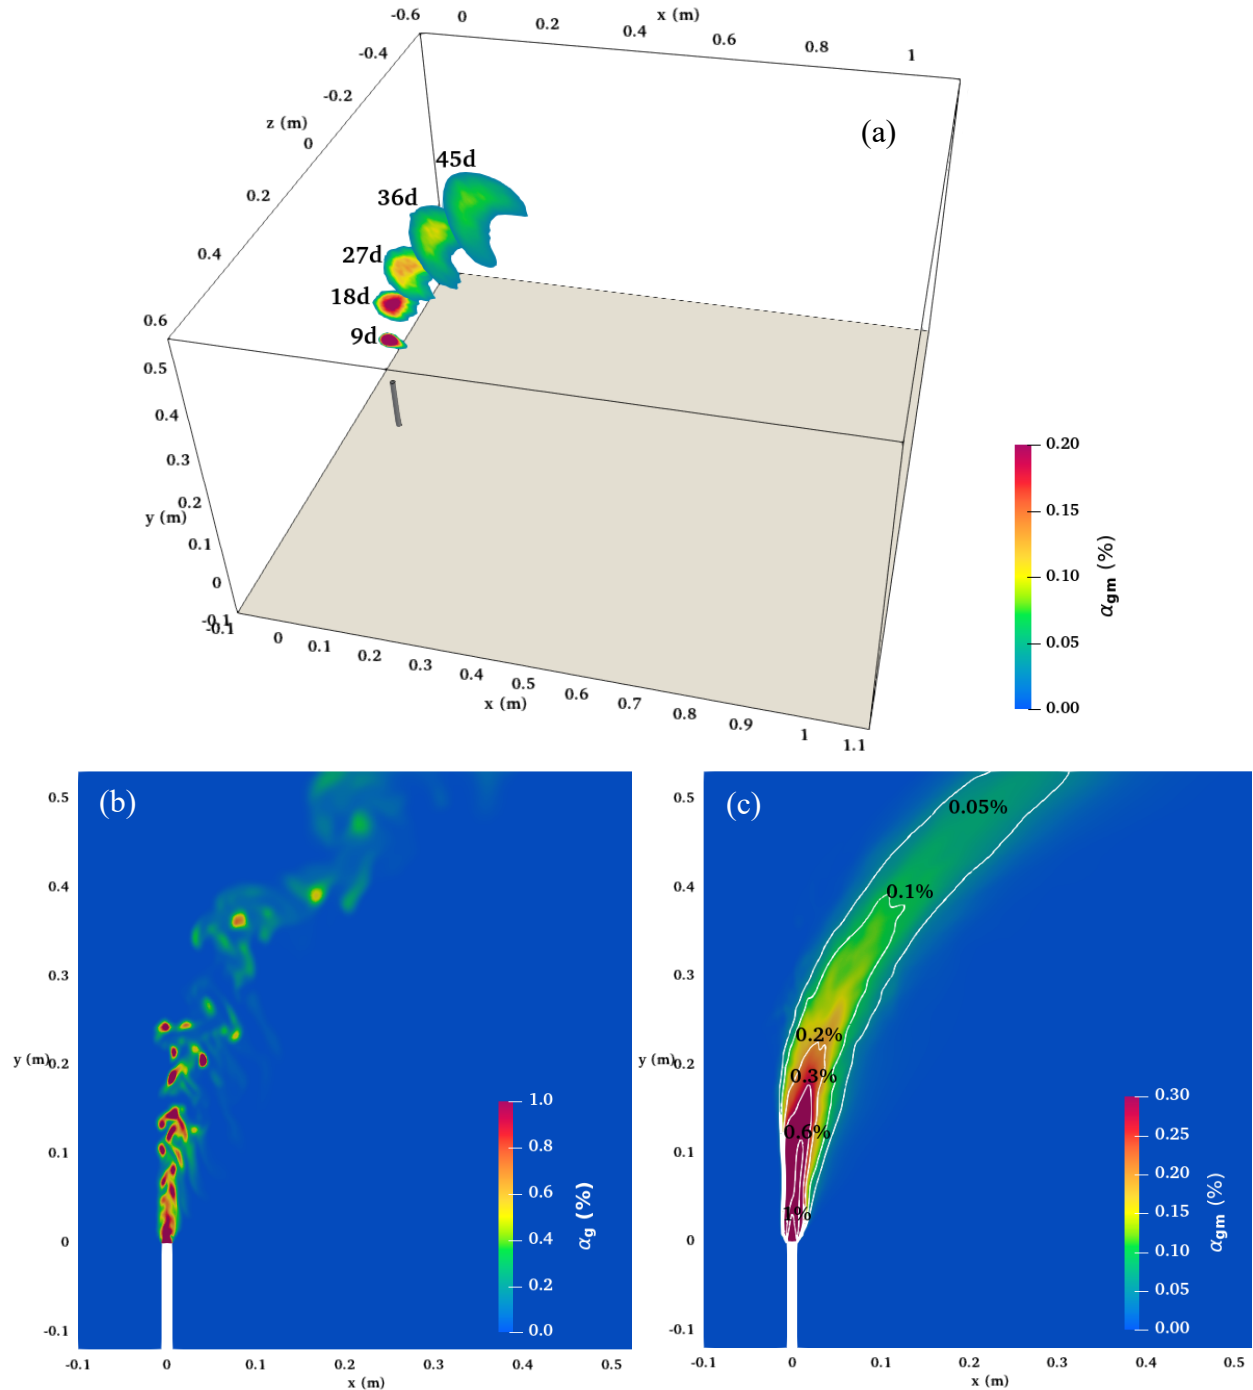 -0.6 0 x (m)
0.2 0.4 0.6 0.8 1
-0.4
-0.2
z (m)
0
0.2
0.4
0.6
(a)
45d
36d
27d
18d
9d
0.5
0.4
0.3
0.2
y (m)
0.1
0
-0.1
-0.1
0 0.1 0.2 0.3 0.4 0.5 0.6 0.7 0.8 0.9 1 1.1
x (m)
0.20
0.15
0.10
0.05
0.00
αgm (%)
(b)
0.5
0.4
0.3
y (m)
0.2
0.1
0
-0.1
-0.1 0 0.1 0.2 0.3 0.4 0.5
x (m)
1.0
0.8
0.6
0.4
0.2
0.0
αg (%)
(c)
0.5
0.4
0.3
y (m)
0.2
0.1
0
-0.1
0.05%
0.1%
0.2%
0.3%
0.6%
1%
-0.1 0 0.1 0.2 0.3 0.4 0.5
x (m)
0.30
0.25
0.20
0.15
0.10
0.05
0.00
αgm (%)